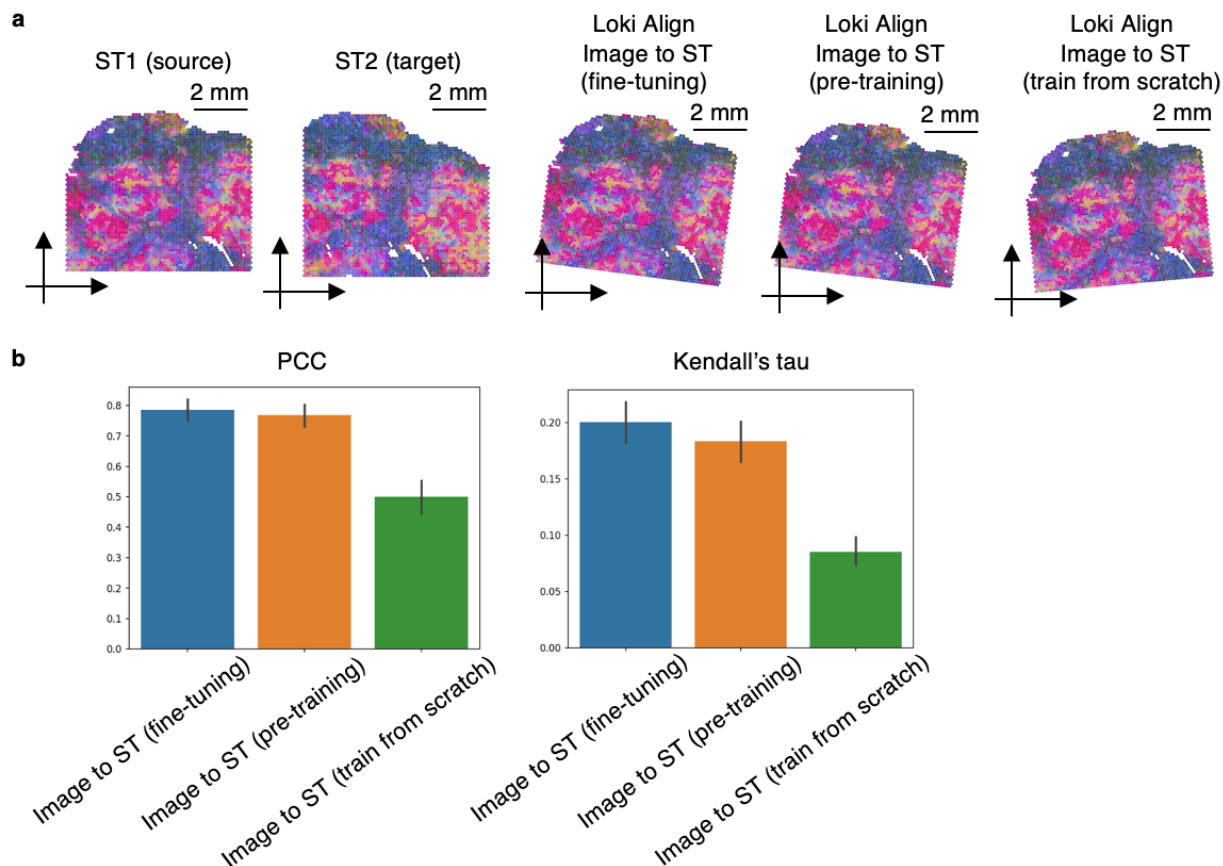 a
ST1 (source)
2 mm
ST2 (target)
2 mm
Loki Align
Image to ST
(fine-tuning)
2 mm
Loki Align
Image to ST
(pre-training)
2 mm
Loki Align
Image to ST
(train from scratch)
2 mm
b
PCC
0.8
0.7
0.6
0.5
0.4
0.3
0.2
0.1
0.0
Image to ST (fine-tuning)
Image to ST (pre-training)
Image to ST (train from scratch)
Kendall's tau
0.20
0.15
0.10
0.05
0.00
Image to ST (fine-tuning)
Image to ST (pre-training)
Image to ST (train from scratch)